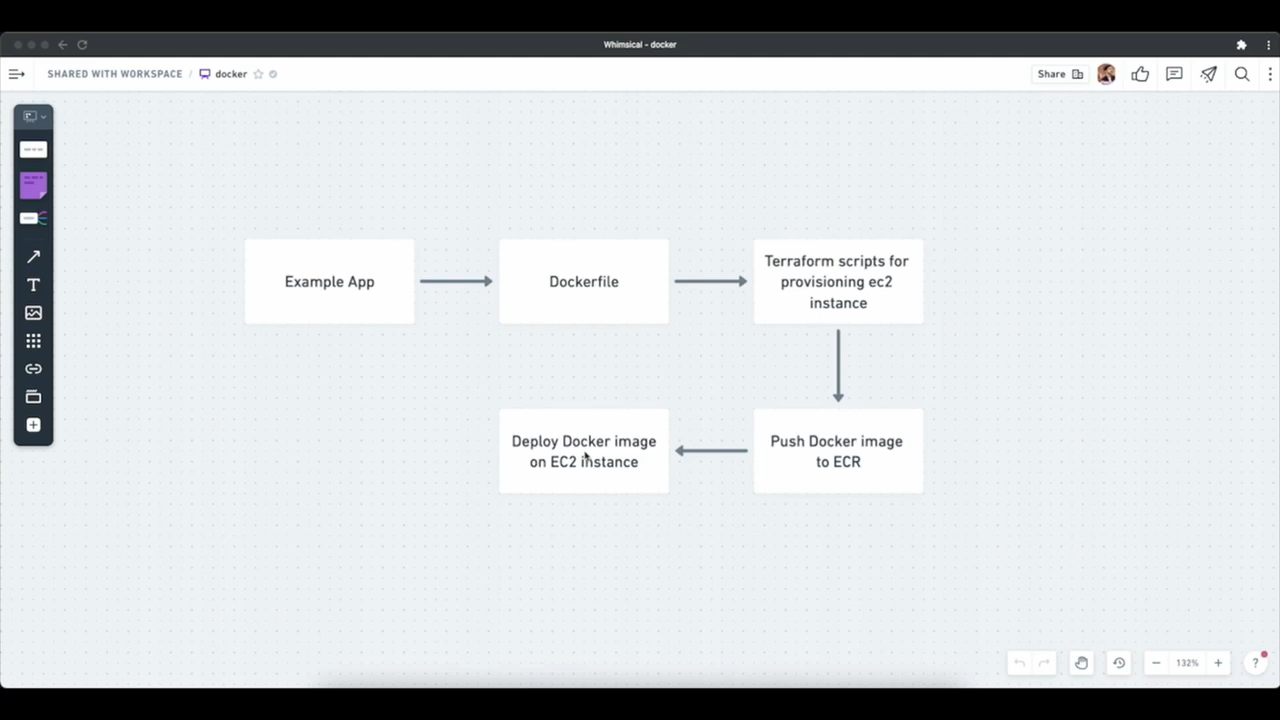 Whimsical - docker
SHARED WITH WORKSPACE / docker
Share
Example App
Dockerfile
Terraform scripts for
provisioning ec2
instance
Deploy Docker image
on EC2 instance
Push Docker image
to ECR
T
132%
?